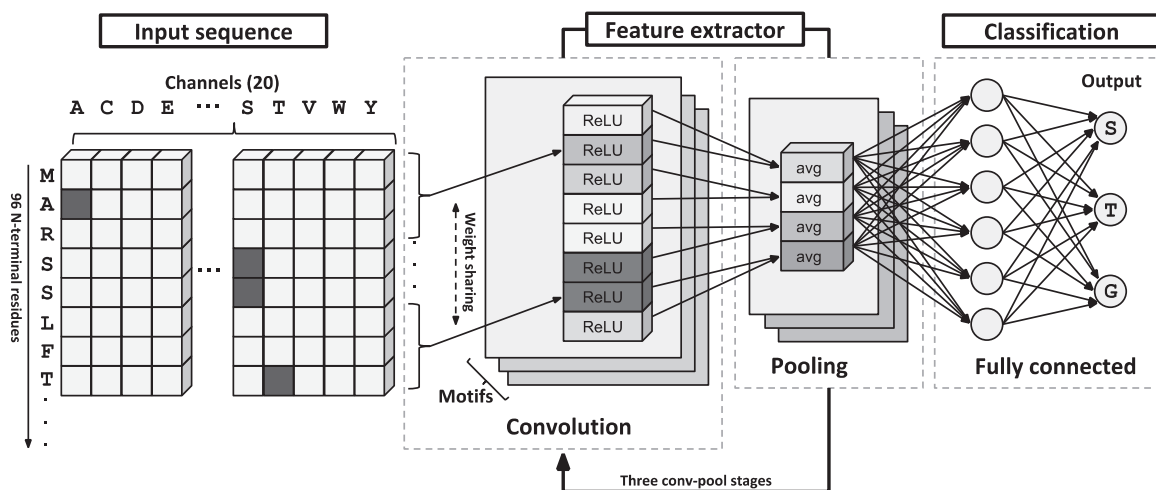 Input sequence
Feature extractor
Classification
Channels (20)
A C D E ... S T V W Y
96 N-terminal residues
M
A
R
S
S
L
F
T
.
.
.
...
Weight sharing
Motifs
ReLU
ReLU
ReLU
ReLU
ReLU
ReLU
ReLU
ReLU
Convolution
avg
avg
avg
avg
Pooling
Output
S
T
G
Fully connected
Three conv-pool stages